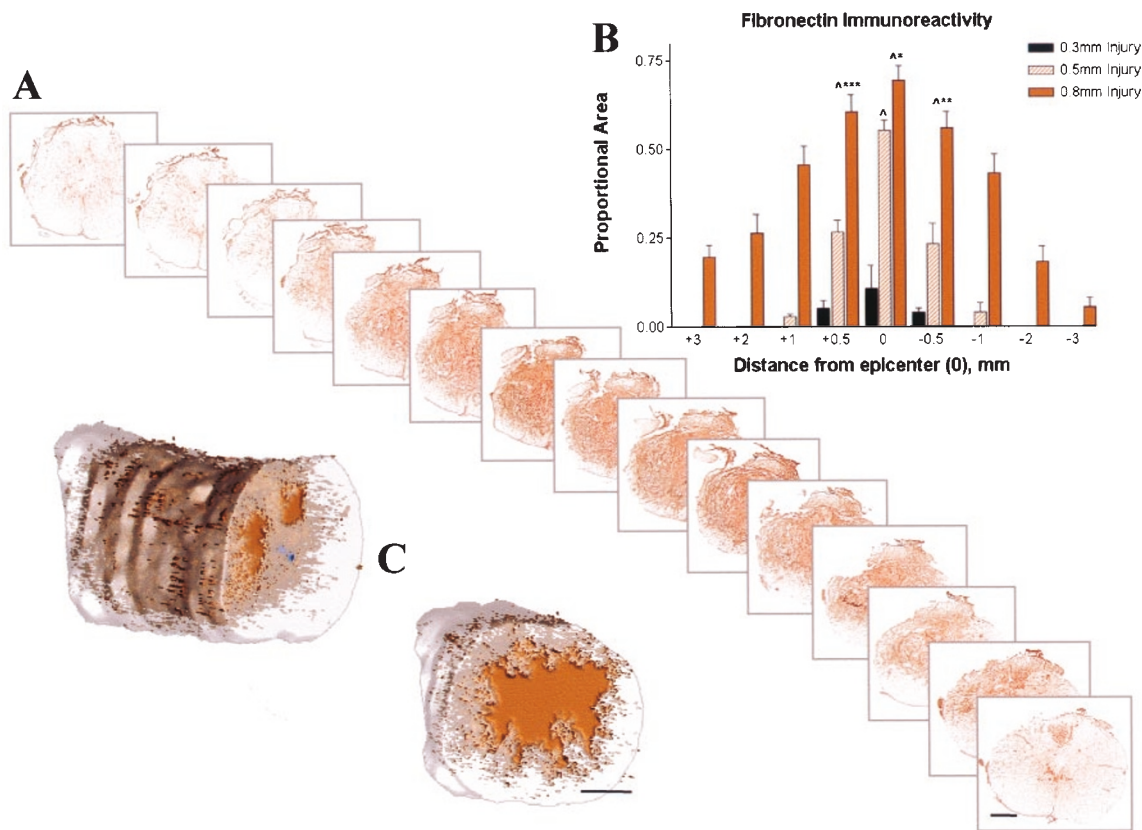 A
B
Fibronectin Immunoreactivity
0.3mm Injury
0.5mm Injury
0.8mm Injury
Proportional Area
0.75
0.50
0.25
0.00
^***
^
^*
^**
+3 +2 +1 +0.5 0 -0.5 -1 -2 -3
Distance from epicenter (0), mm
C